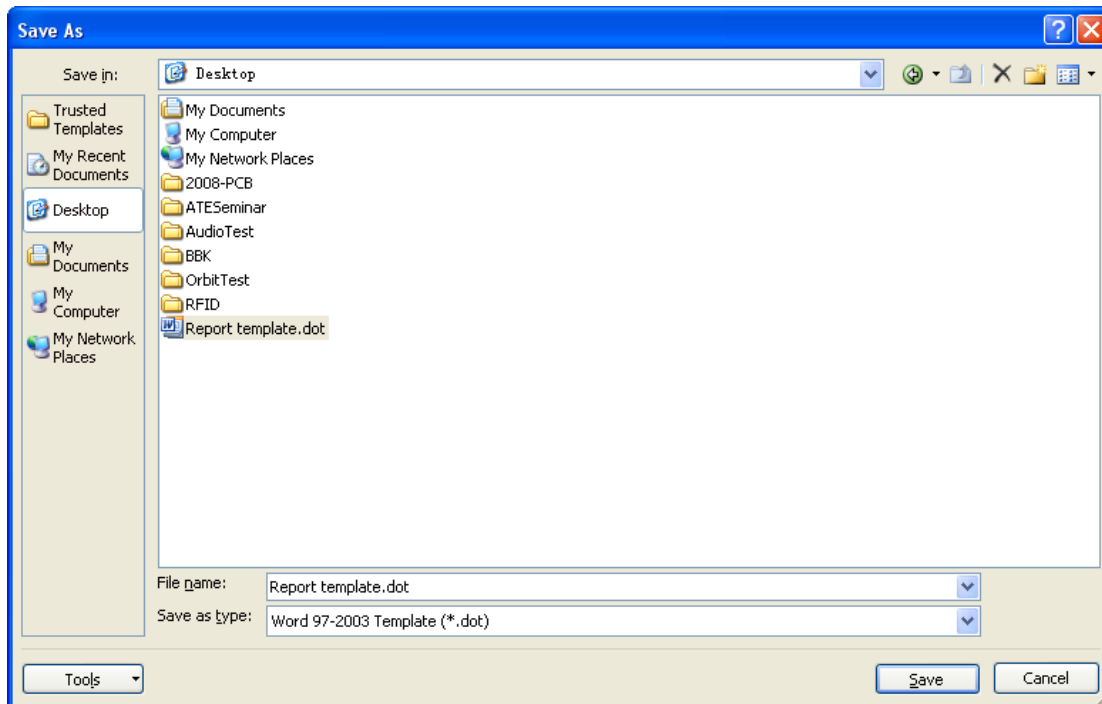 Save As
Save in:
Desktop
Trusted
Templates
My Recent
Documents
Desktop
My
Documents
My
Computer
My Network
Places
My Documents
My Computer
My Network Places
2008-PCB
ATESeminar
AudioTest
BBK
OrbitTest
RFID
Report template.dot
File name:
Report template.dot
Save as type:
Word 97-2003 Template (*.dot)
Tools
Save
Cancel